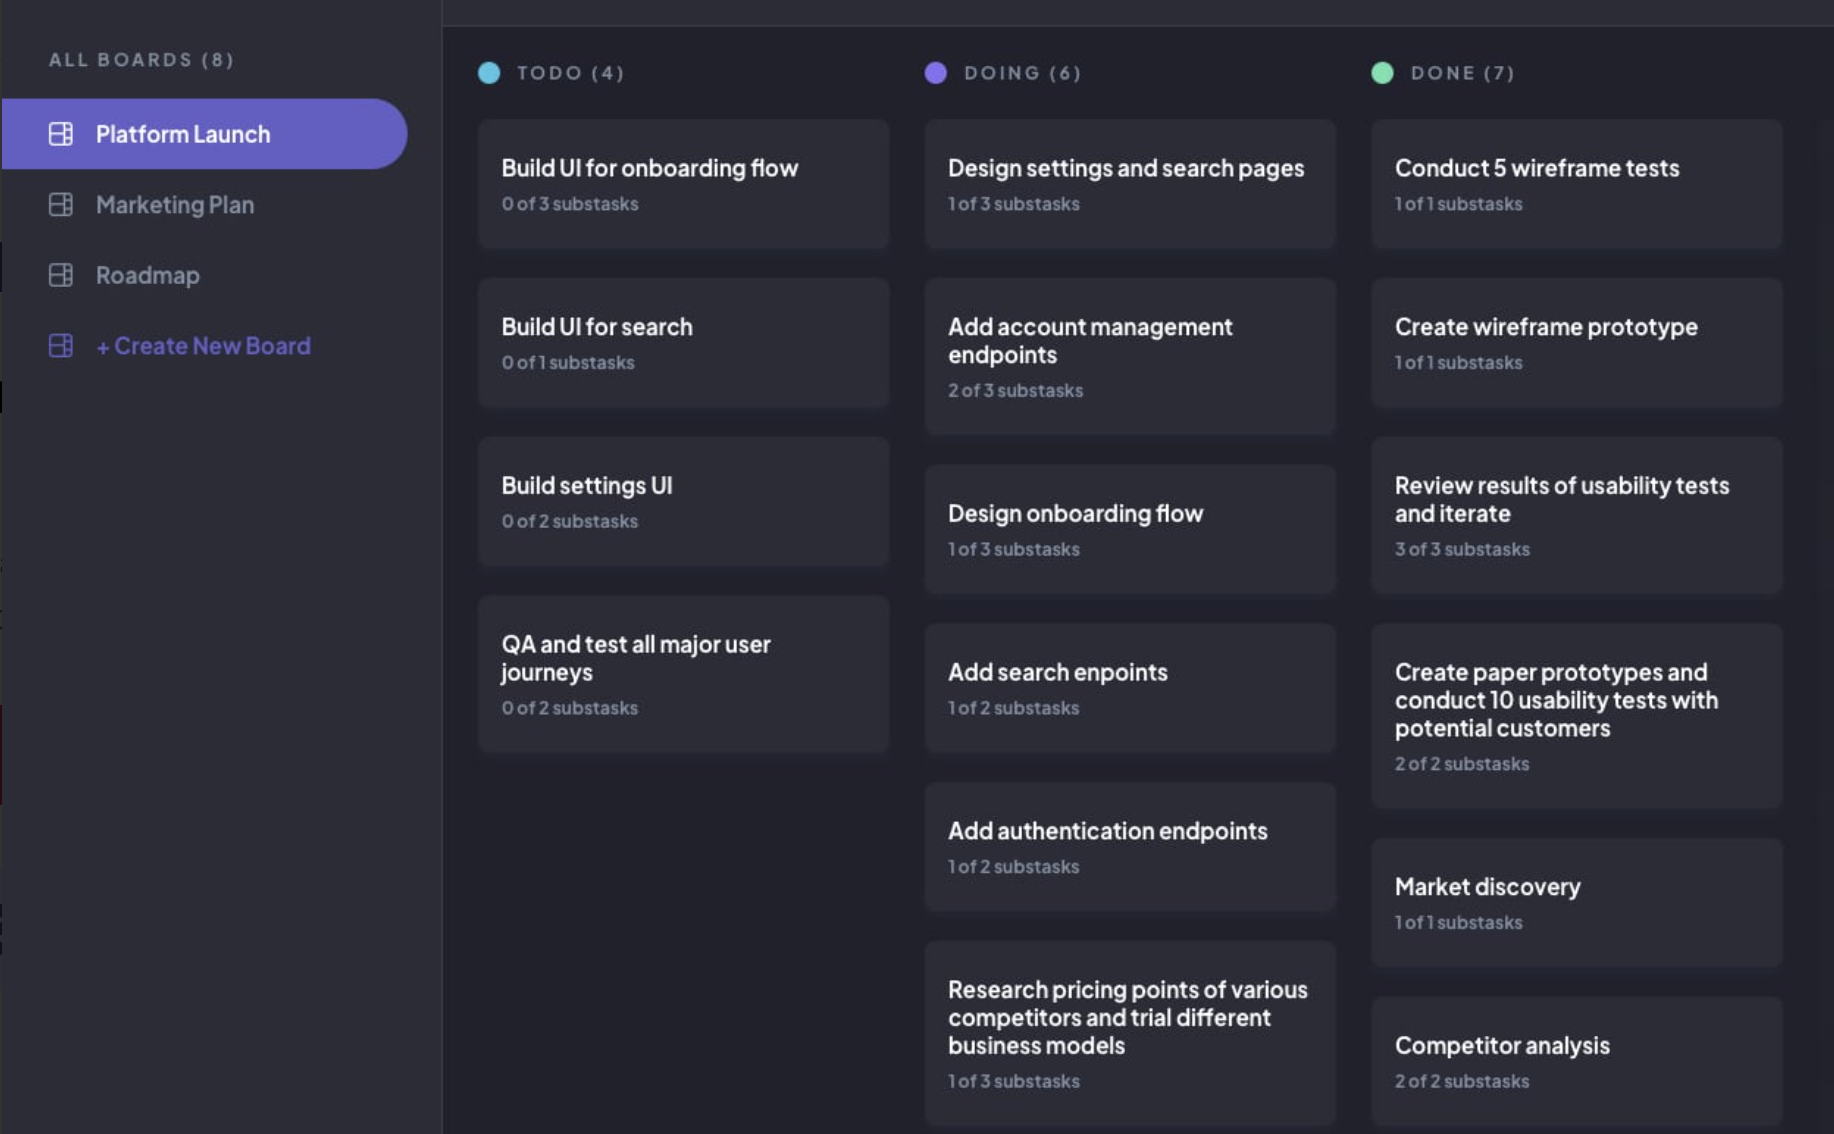 ALL BOARDS (8)
Platform Launch
Marketing Plan
Roadmap
+ Create New Board
TODO (4)
Build UI for onboarding flow
0 of 3 substasks
Build UI for search
0 of 1 substasks
Build settings UI
0 of 2 substasks
QA and test all major user
journeys
0 of 2 substasks
DOING (6)
Design settings and search pages
1 of 3 substasks
Add account management
endpoints
2 of 3 substasks
Design onboarding flow
1 of 3 substasks
Add search enpoints
1 of 2 substasks
Add authentication endpoints
1 of 2 substasks
Research pricing points of various
competitors and trial different
business models
1 of 3 substasks
DONE (7)
Conduct 5 wireframe tests
1 of 1 substasks
Create wireframe prototype
1 of 1 substasks
Review results of usability tests
and iterate
3 of 3 substasks
Create paper prototypes and
conduct 10 usability tests with
potential customers
2 of 2 substasks
Market discovery
1 of 1 substasks
Competitor analysis
2 of 2 substasks